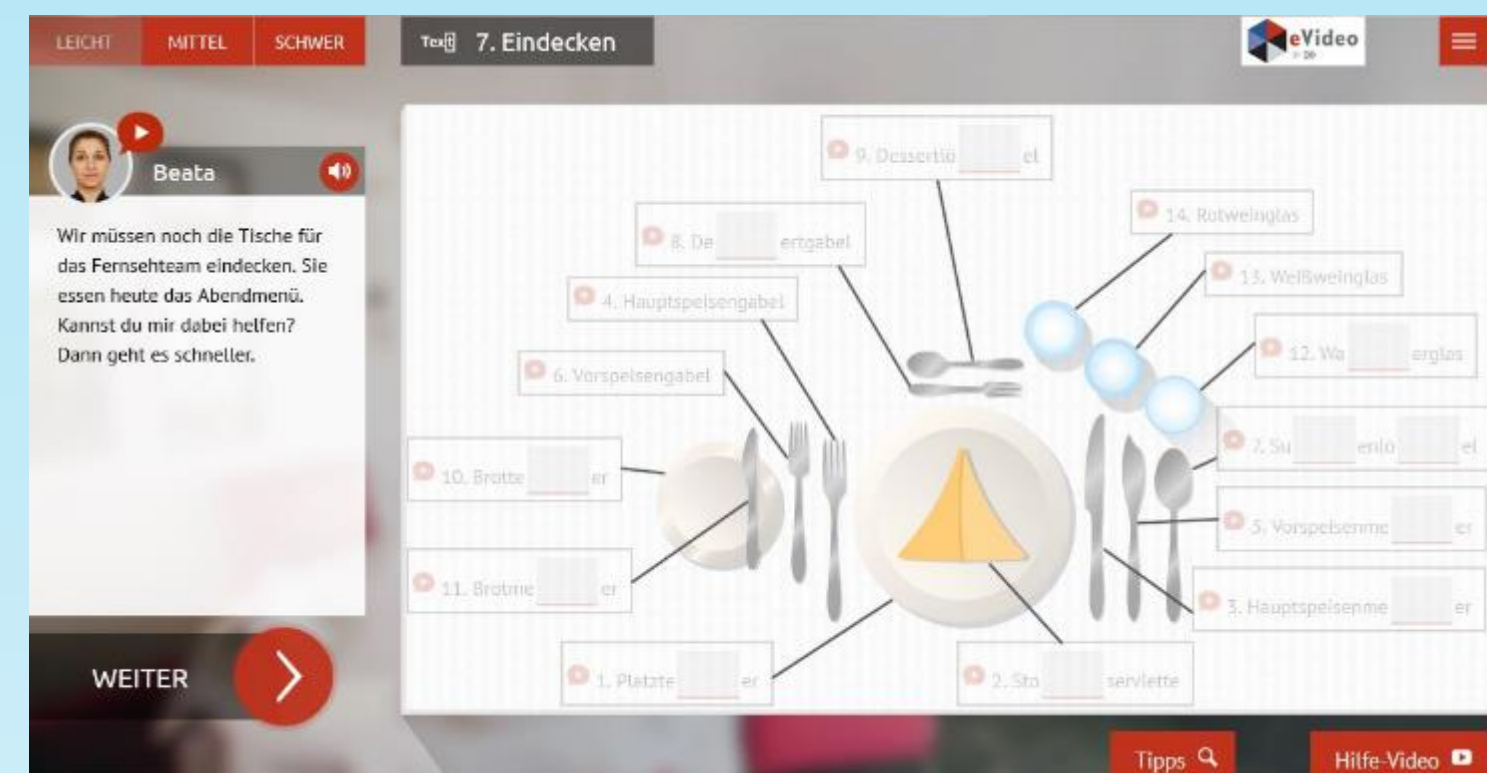 LEICHT MITTEL SCHWER
Text 7. Eindecken
eVideo
Beata
Wir müssen noch die Tische für
das Fernsehteam eindecken. Sie
essen heute das Abendmenü.
Kannst du mir dabei helfen?
Dann geht es schneller.
WEITER
9. Dessertlö el
8. De ertgabel
14. Rotweinglas
4. Hauptspeisengabel
13. Weißweinglas
6. Vorspeisengabel
12. Wa erglas
10. Brotte er
7. Su enlö el
5. Vorspeisenme er
11. Brotme er
3. Hauptspeisenme er
1. Platzte er
2. Sto servlette
Tipps
Hilfe-Video